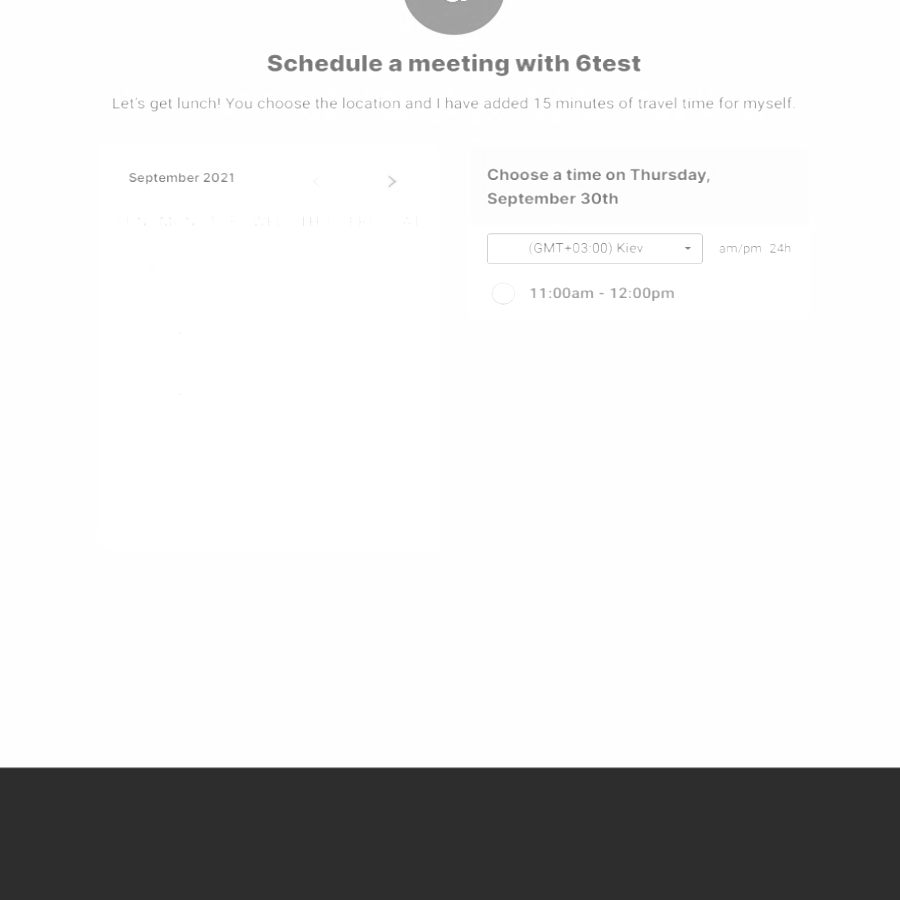 Schedule a meeting with 6test
Let's get lunch! You choose the location and I have added 15 minutes of travel time for myself.
September 2021
Choose a time on Thursday,
September 30th
(GMT+03:00) Kiev
am/pm 24h
11:00am - 12:00pm